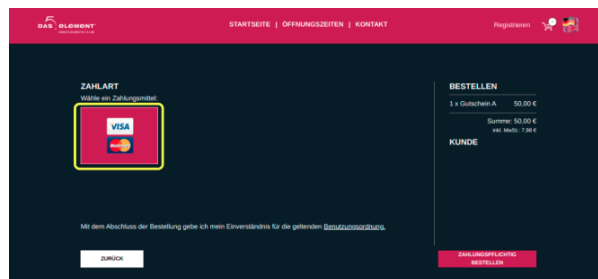 DAS ELEMENT
STARTSEITE | ÖFFNUNGSZEITEN | KONTAKT
Registrieren
ZAHLART
Wähle ein Zahlungsmittel:
VISA
BESTELLEN
1 x Gutschein A 50,00 €
Summe: 50,00 €
inkl. MwSt.: 7,98 €
KUNDE
Mit dem Abschluss der Bestellung gebe ich mein Einverständnis für die geltenden Benutzungsordnung.
ZURÜCK
ZAHLUNGSPFLICHTIG
BESTELLEN